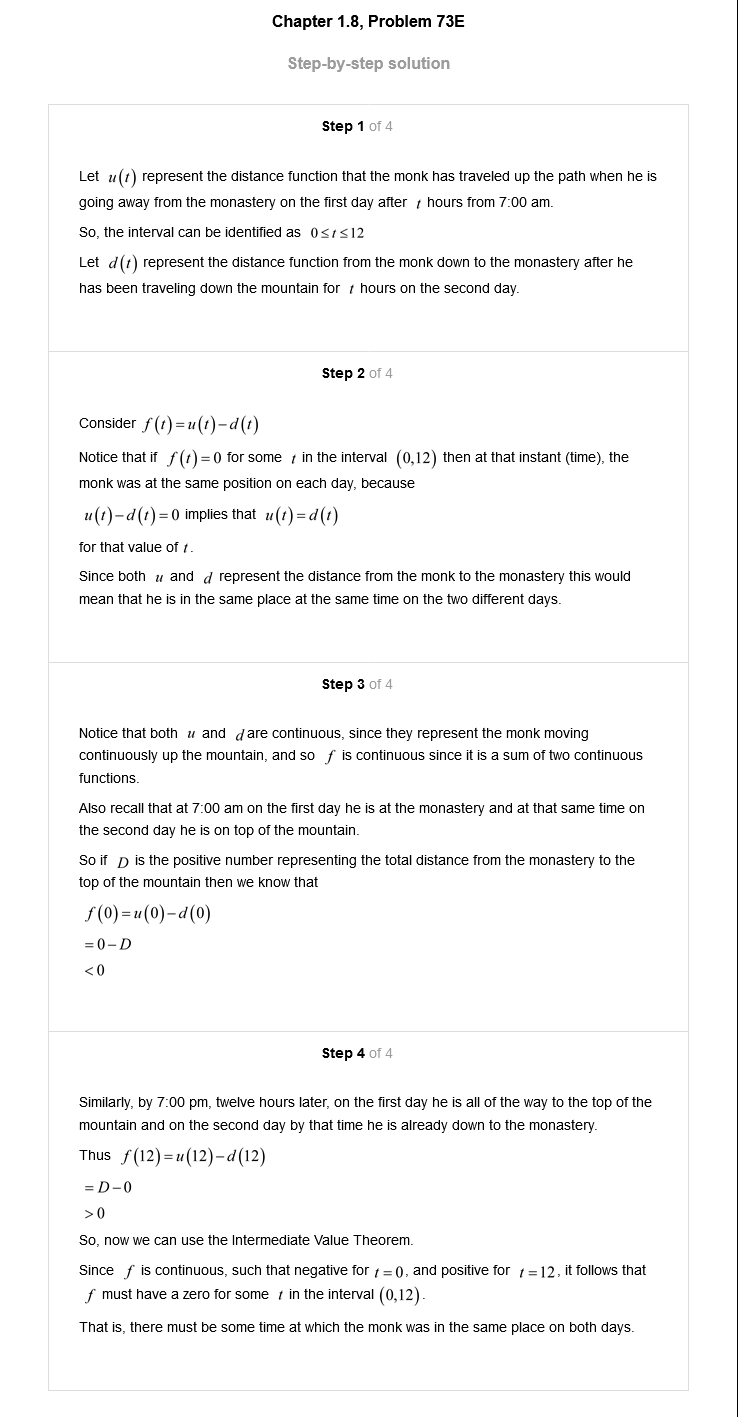 Chapter 1.8, Problem 73E
Step-by-step solution
Step 1 of 4
Let u(t) represent the distance function that the monk has traveled up the path when he is
going away from the monastery on the first day after t hours from 7:00 am.
So, the interval can be identified as 0≤t≤12
Let d(t) represent the distance function from the monk down to the monastery after he
has been traveling down the mountain for t hours on the second day.
Step 2 of 4
Consider f(t)=u(t)−d(t)
Notice that if f(t)=0 for some t in the interval (0,12) then at that instant (time), the
monk was at the same position on each day, because
u(t)−d(t)=0 implies that u(t)=d(t)
for that value of t.
Since both u and d represent the distance from the monk to the monastery this would
mean that he is in the same place at the same time on the two different days.
Step 3 of 4
Notice that both u and d are continuous, since they represent the monk moving
continuously up the mountain, and so f is continuous since it is a sum of two continuous
functions.
Also recall that at 7:00 am on the first day he is at the monastery and at that same time on
the second day he is on top of the mountain.
So if D is the positive number representing the total distance from the monastery to the
top of the mountain then we know that
f(0)=u(0)−d(0)
=0−D
<0
Step 4 of 4
Similarly, by 7:00 pm, twelve hours later, on the first day he is all of the way to the top of the
mountain and on the second day by that time he is already down to the monastery.
Thus f(12)=u(12)−d(12)
=D−0
>0
So, now we can use the Intermediate Value Theorem.
Since f is continuous, such that negative for t=0, and positive for t=12, it follows that
f must have a zero for some t in the interval (0,12).
That is, there must be some time at which the monk was in the same place on both days.